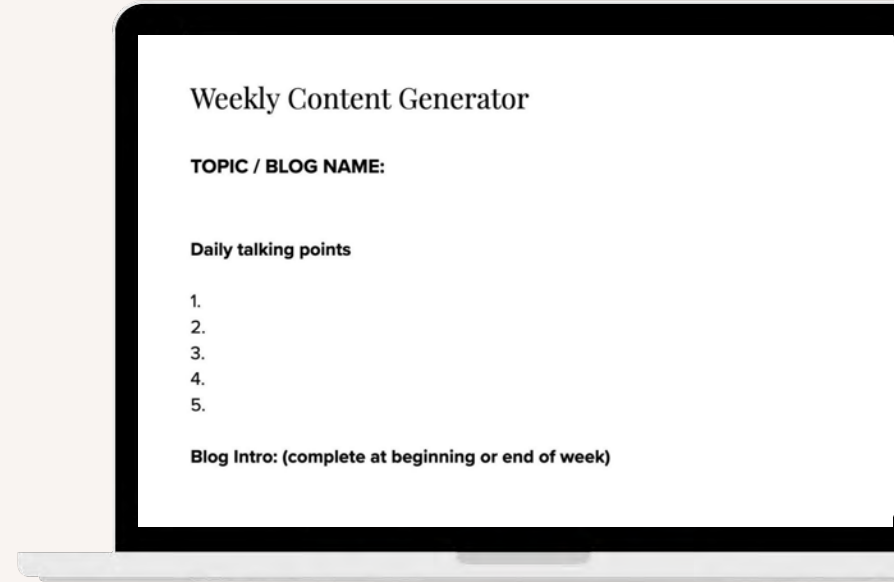 Weekly Content Generator
TOPIC / BLOG NAME:
Daily talking points
1.
2.
3.
4.
5.
Blog Intro: (complete at beginning or end of week)